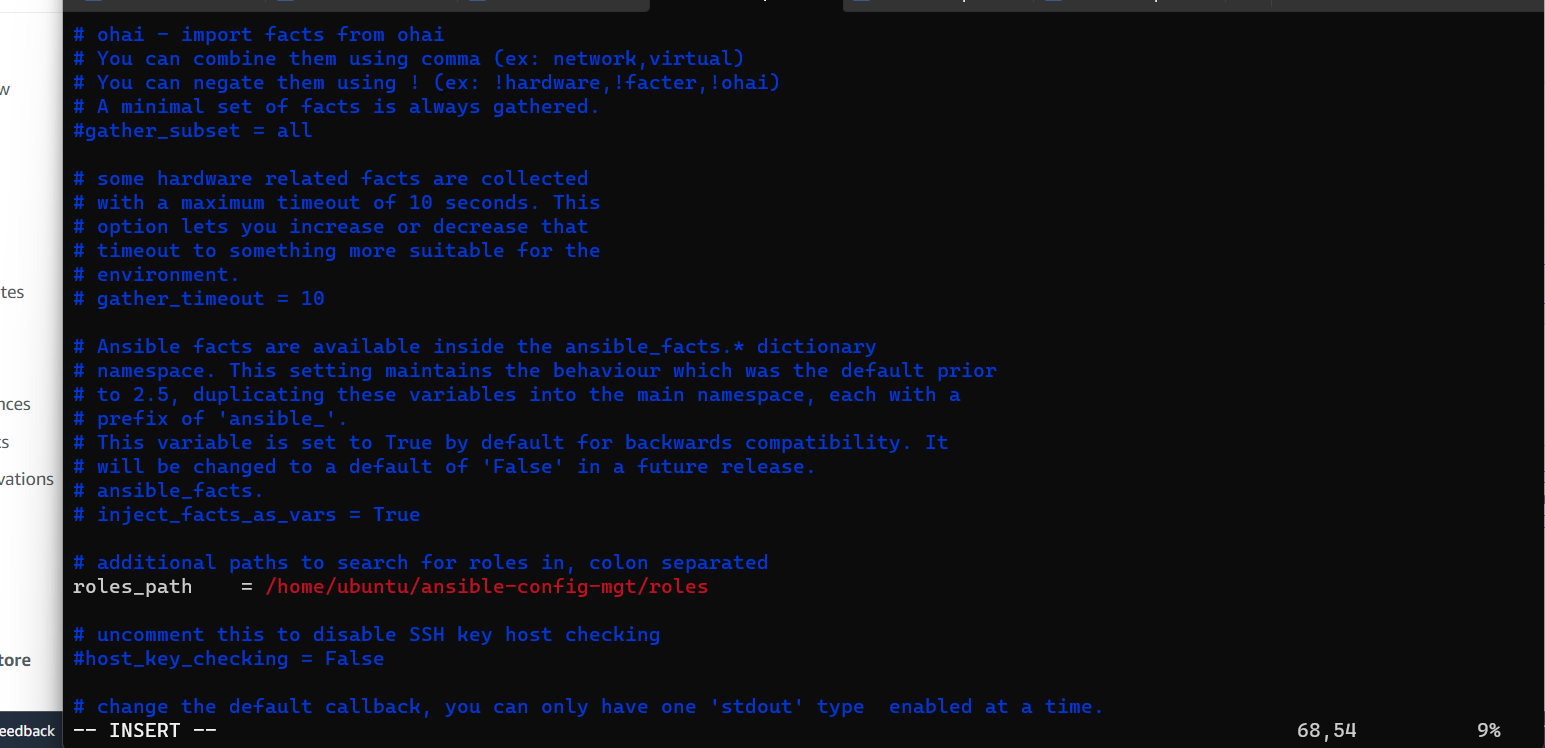 # ohai - import facts from ohai
# You can combine them using comma (ex: network,virtual)
# You can negate them using ! (ex: !hardware,!facter,!ohai)
# A minimal set of facts is always gathered.
#gather_subset = all
# some hardware related facts are collected
# with a maximum timeout of 10 seconds. This
# option lets you increase or decrease that
# timeout to something more suitable for the
# environment.
# gather_timeout = 10
# Ansible facts are available inside the ansible_facts.* dictionary
# namespace. This setting maintains the behaviour which was the default prior
# to 2.5, duplicating these variables into the main namespace, each with a
# prefix of 'ansible_'.
# This variable is set to True by default for backwards compatibility. It
# will be changed to a default of 'False' in a future release.
# ansible_facts.
# inject_facts_as_vars = True
# additional paths to search for roles in, colon separated
roles_path    = /home/ubuntu/ansible-config-mgt/roles
# uncomment this to disable SSH key host checking
#host_key_checking = False
# change the default callback, you can only have one 'stdout' type  enabled at a time.
-- INSERT -- 68,54 9%
w
tes
nces
ts
vations
tore
eedback